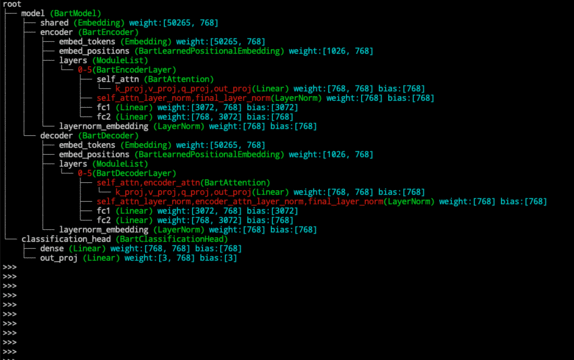 root
├── model (BartModel)
│   ├── shared (Embedding) weight:[50265, 768]
│   ├── encoder (BartEncoder)
│   │   ├── embed_tokens (Embedding) weight:[50265, 768]
│   │   ├── embed_positions (BartLearnedPositionalEmbedding) weight:[1026, 768]
│   │   ├── layers (ModuleList)
│   │   │   └── 0-5(BartEncoderLayer)
│   │   │       ├── self_attn (BartAttention)
│   │   │       │   └── k_proj,v_proj,q_proj,out_proj(Linear) weight:[768, 768] bias:[768]
│   │   │       ├── self_attn_layer_norm,final_layer_norm(LayerNorm) weight:[768] bias:[768]
│   │   │       ├── fc1 (Linear) weight:[3072, 768] bias:[3072]
│   │   │       └── fc2 (Linear) weight:[768, 3072] bias:[768]
│   │   └── layernorm_embedding (LayerNorm) weight:[768] bias:[768]
│   └── decoder (BartDecoder)
│       ├── embed_tokens (Embedding) weight:[50265, 768]
│       ├── embed_positions (BartLearnedPositionalEmbedding) weight:[1026, 768]
│       ├── layers (ModuleList)
│       │   └── 0-5(BartDecoderLayer)
│       │       ├── self_attn,encoder_attn(BartAttention)
│       │       │   └── k_proj,v_proj,q_proj,out_proj(Linear) weight:[768, 768] bias:[768]
│       │       ├── self_attn_layer_norm,encoder_attn_layer_norm,final_layer_norm(LayerNorm) weight:[768] bias:[768]
│       │       ├── fc1 (Linear) weight:[3072, 768] bias:[3072]
│       │       └── fc2 (Linear) weight:[768, 3072] bias:[768]
│       └── layernorm_embedding (LayerNorm) weight:[768] bias:[768]
└── classification_head (BartClassificationHead)
    ├── dense (Linear) weight:[768, 768] bias:[768]
    └── out_proj (Linear) weight:[3, 768] bias:[3]
>>>
>>>
>>>
>>>
>>>
>>>
>>>
>>>
>>>
>>>